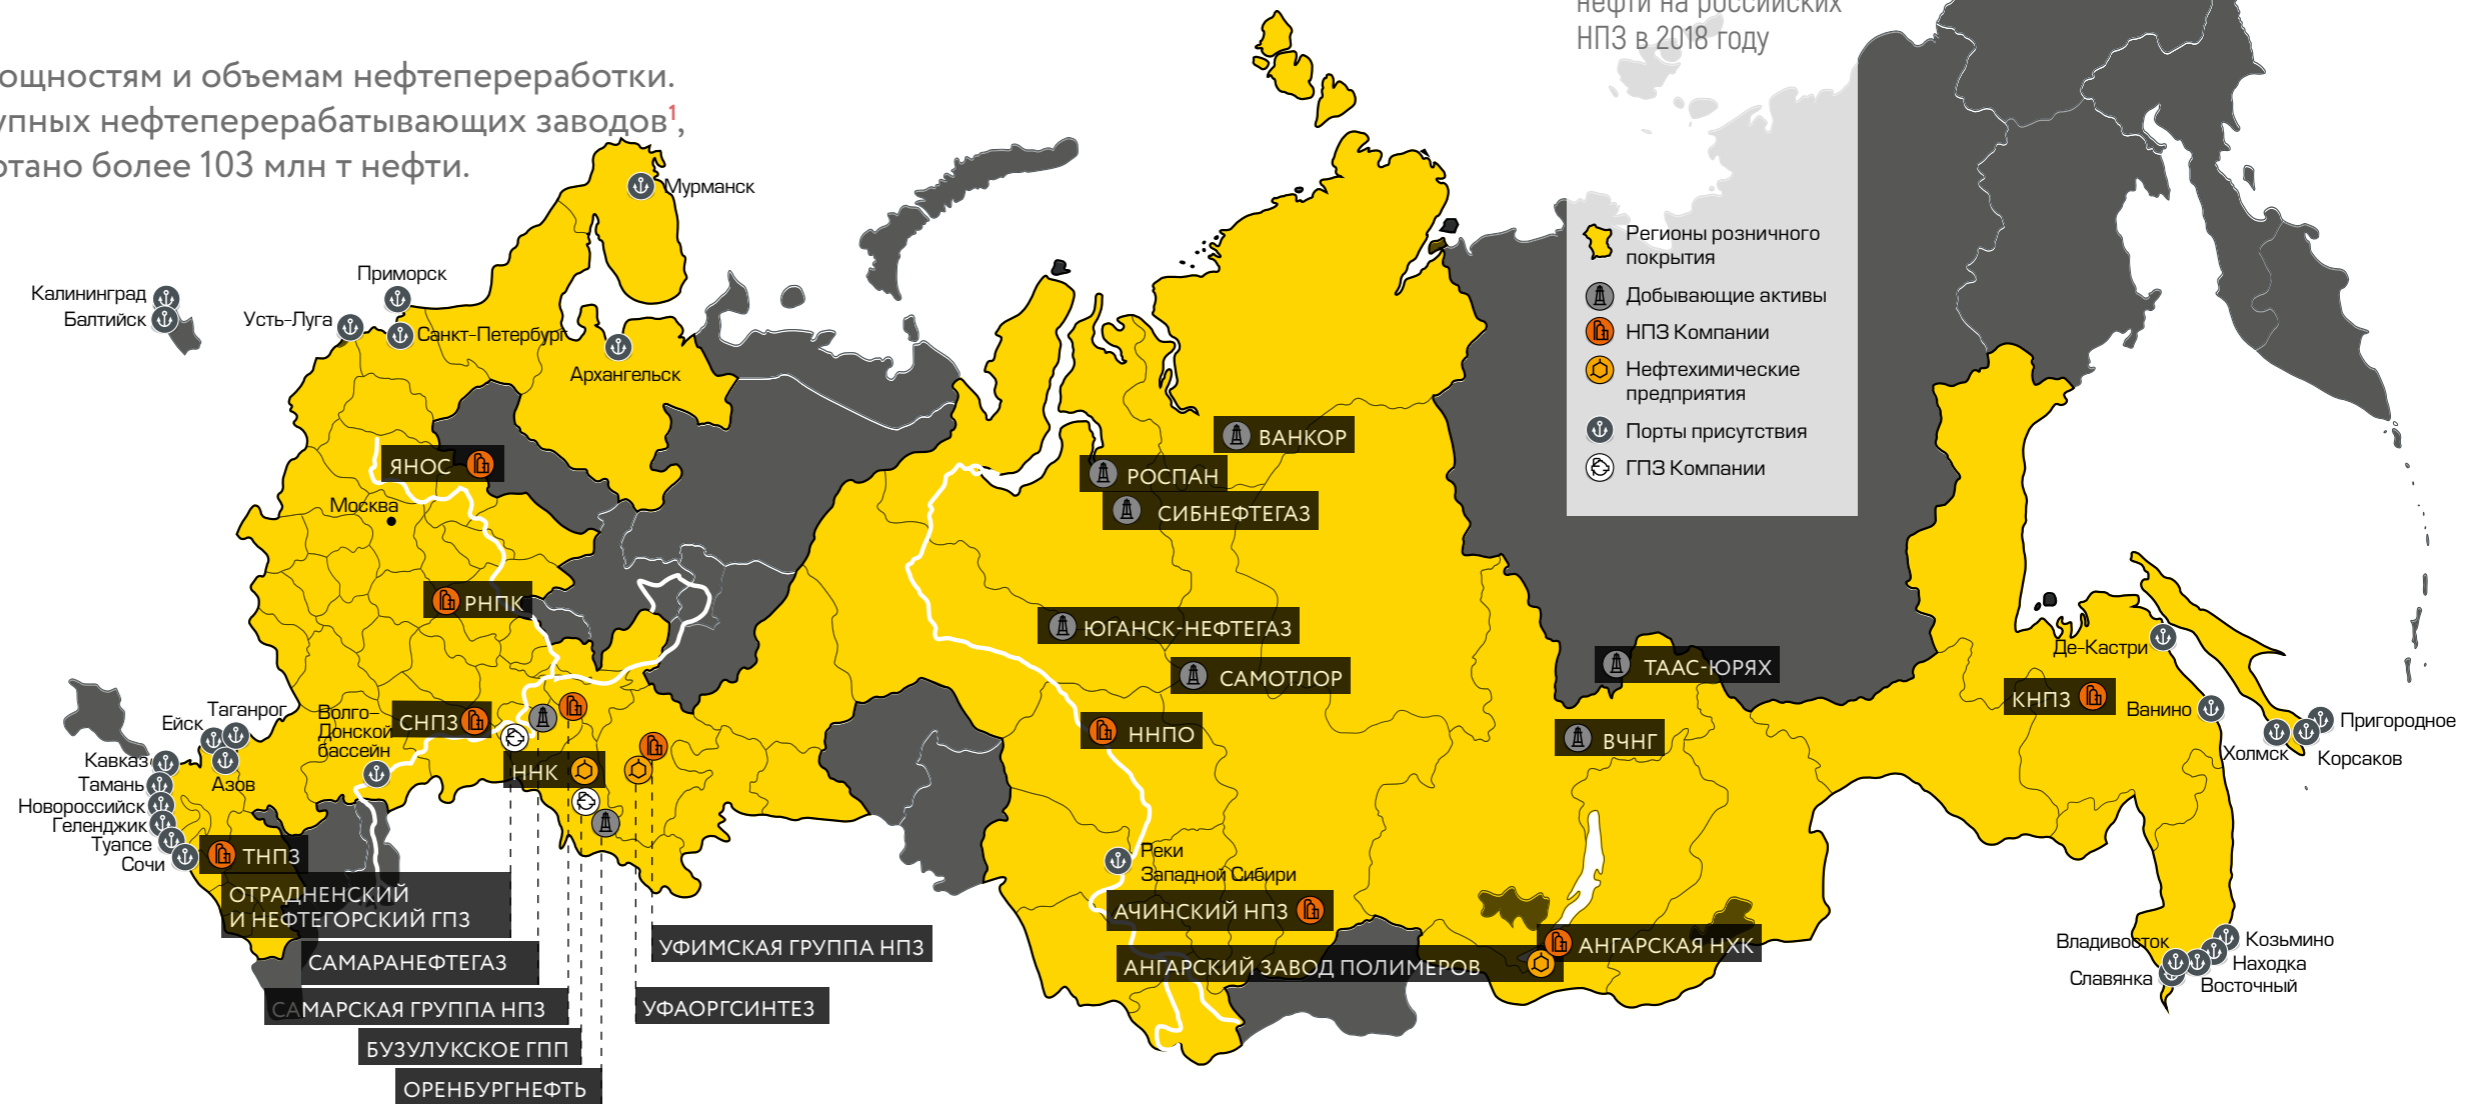 нефти на российских
НПЗ в 2018 году
ощностям и объемам нефтепереработки.
упных нефтеперерабатывающих заводов¹,
отано более 103 млн т нефти.
Мурманск
Приморск
Калининград
Балтийск
Усть-Луга
Санкт-Петербург
Архангельск
Регионы розничного
покрытия
Добывающие активы
НПЗ Компании
Нефтехимические
предприятия
Порты присутствия
ГПЗ Компании
ВАНКОР
РОСПАН
СИБНЕФТЕГАЗ
ЯНОС
Москва
РНПК
ЮГАНСК-НЕФТЕГАЗ
САМОТЛОР
ТААС-ЮРЯХ
ВЧНГ
ННПО
Де-Кастри
КНПЗ
Ванино
Пригородное
Холмск
Корсаков
Таганрог
Ейск
Волго-
Донской
бассейн
СНПЗ
ННК
Кавказ
Азов
Тамань
Новороссийск
Геленджик
Туапсе
Сочи
ТНПЗ
Реки
Западной Сибири
ОТРАДНЕНСКИЙ
И НЕФТЕГОРСКИЙ ГПЗ
АЧИНСКИЙ НПЗ
УФИМСКАЯ ГРУППА НПЗ
АНГАРСКАЯ НХК
САМАРАНЕФТЕГАЗ
АНГАРСКИЙ ЗАВОД ПОЛИМЕРОВ
САМАРСКАЯ ГРУППА НПЗ
УФАОРГСИНТЕЗ
БУЗУЛУКСКОЕ ГПП
ОРЕНБУРГНЕФТЬ
Владивосток
Козьмино
Находка
Славянка
Восточный